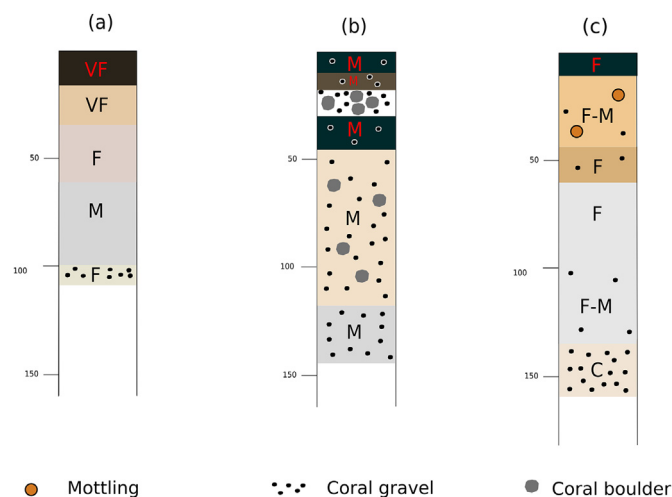 (a)
VF
VF
F
50
M
100
F
150
(b)
M
M
M
50
M
100
M
150
(c)
F
F-M
50
F
F
100
F-M
150
C
Mottling
Coral gravel
Coral boulder